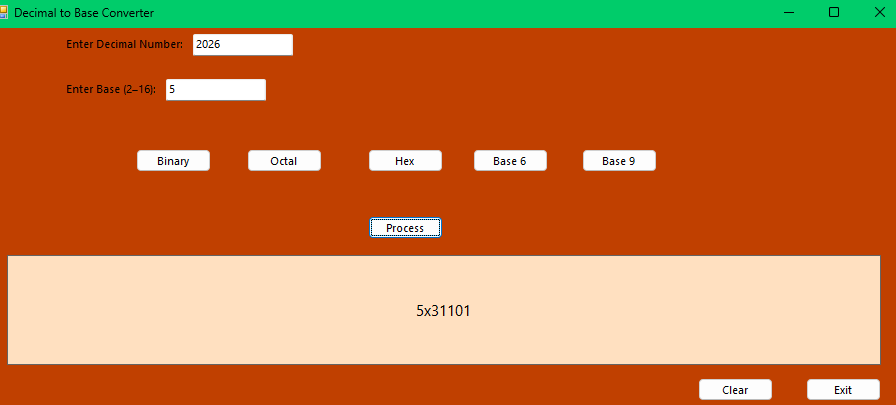 Decimal to Base Converter
Enter Decimal Number: 2026
Enter Base (2–16): 5
Binary Octal Hex Base 6 Base 9
Process
5x31101
Clear Exit